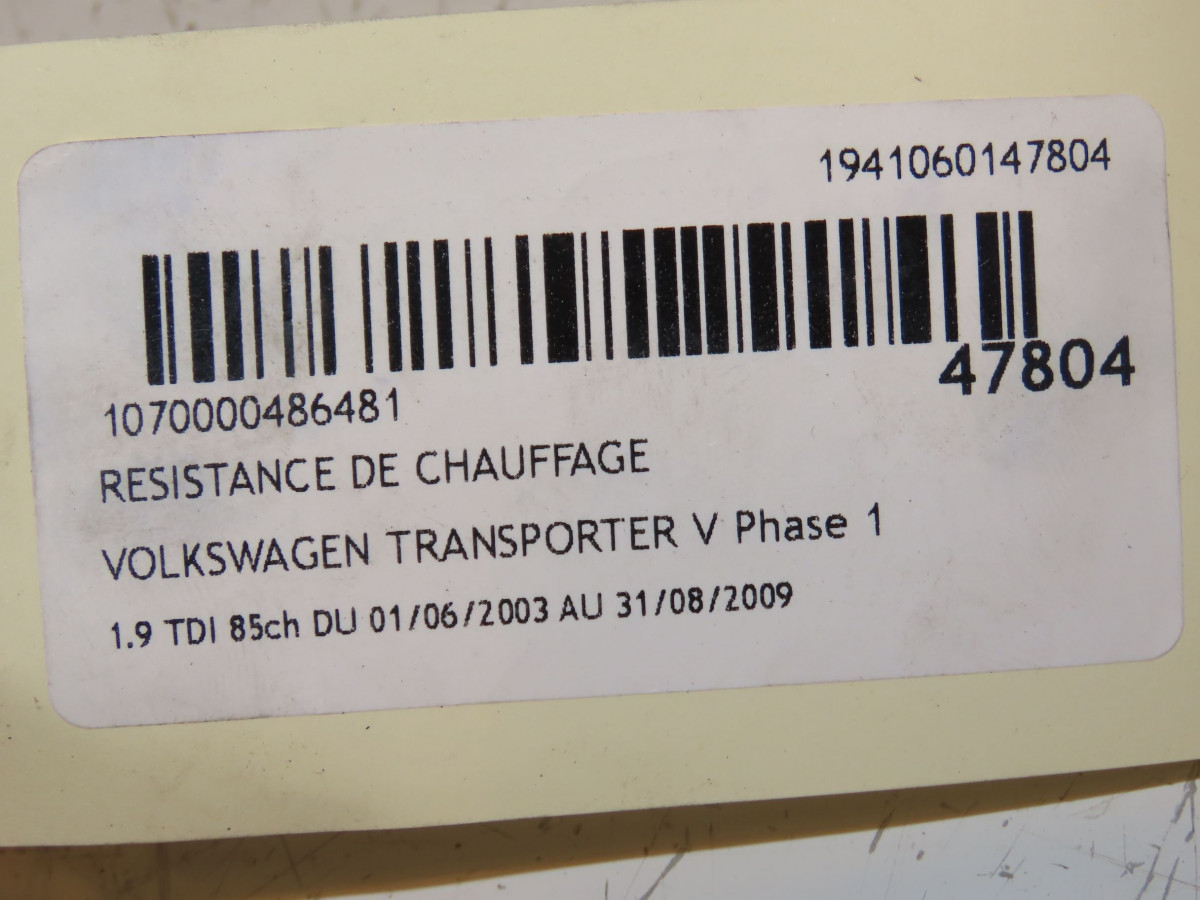 1941060147804
47804
1070000486481
RESISTANCE DE CHAUFFAGE
VOLKSWAGEN TRANSPORTER V Phase 1
1.9 TDI 85ch DU 01/06/2003 AU 31/08/2009